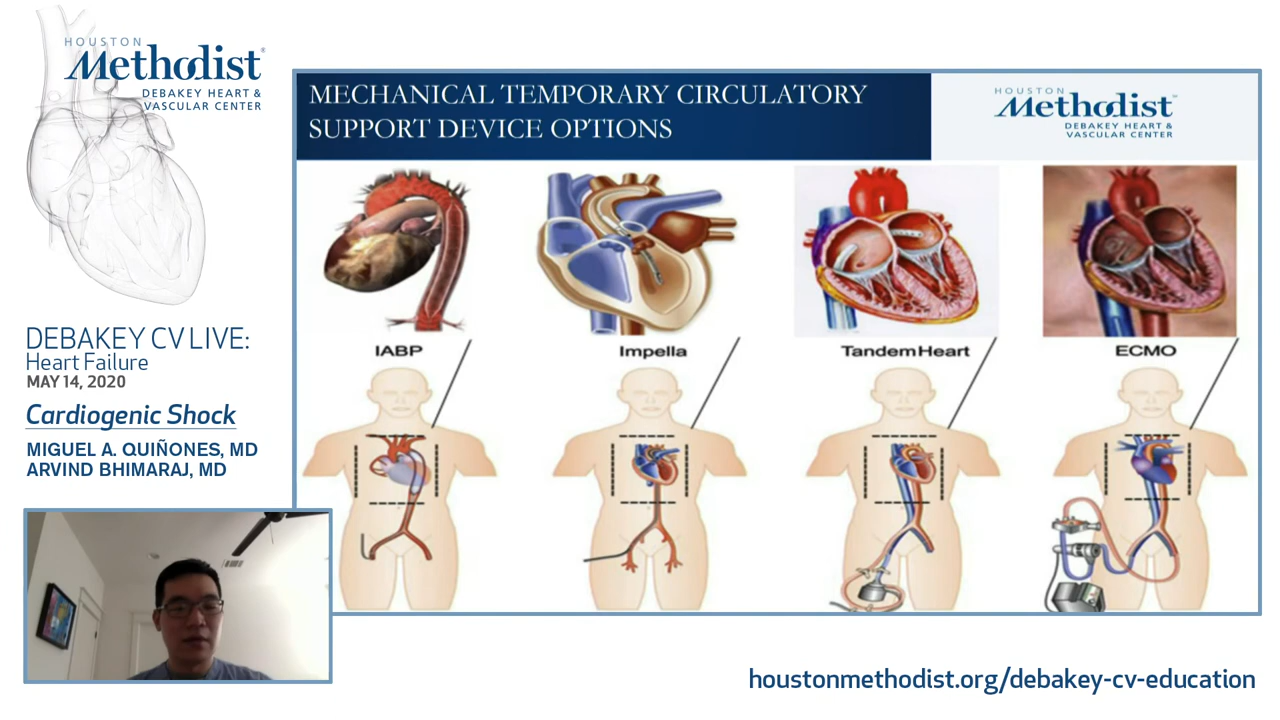 HOUSTON
Methodist
DEBAKEY HEART &
VASCULAR CENTER
DEBAKEY CV LIVE:
Heart Failure
MAY 14, 2020
Cardiogenic Shock
MIGUEL A. QUIÑONES, MD
ARVIND BHIMARAJ, MD
MECHANICAL TEMPORARY CIRCULATORY
SUPPORT DEVICE OPTIONS
HOUSTON
Methodist
DEBAKEY HEART &
VASCULAR CENTER
IABP
Impella
TandemHeart
ECMO
houstonmethodist.org/debakey-cv-education